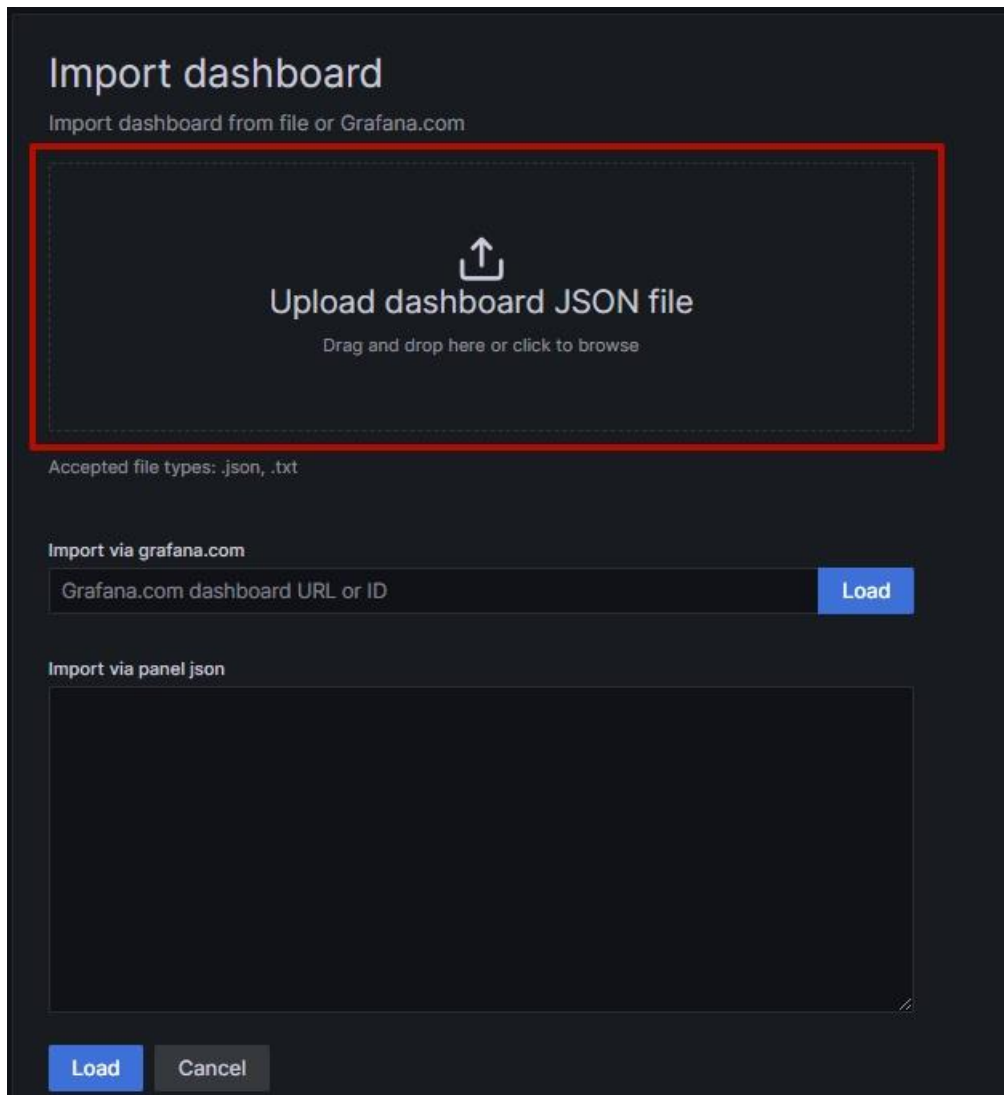 Import dashboard
Import dashboard from file or Grafana.com
Upload dashboard JSON file
Drag and drop here or click to browse
Accepted file types: .json, .txt
Import via grafana.com
Grafana.com dashboard URL or ID
Load
Import via panel json
Load
Cancel